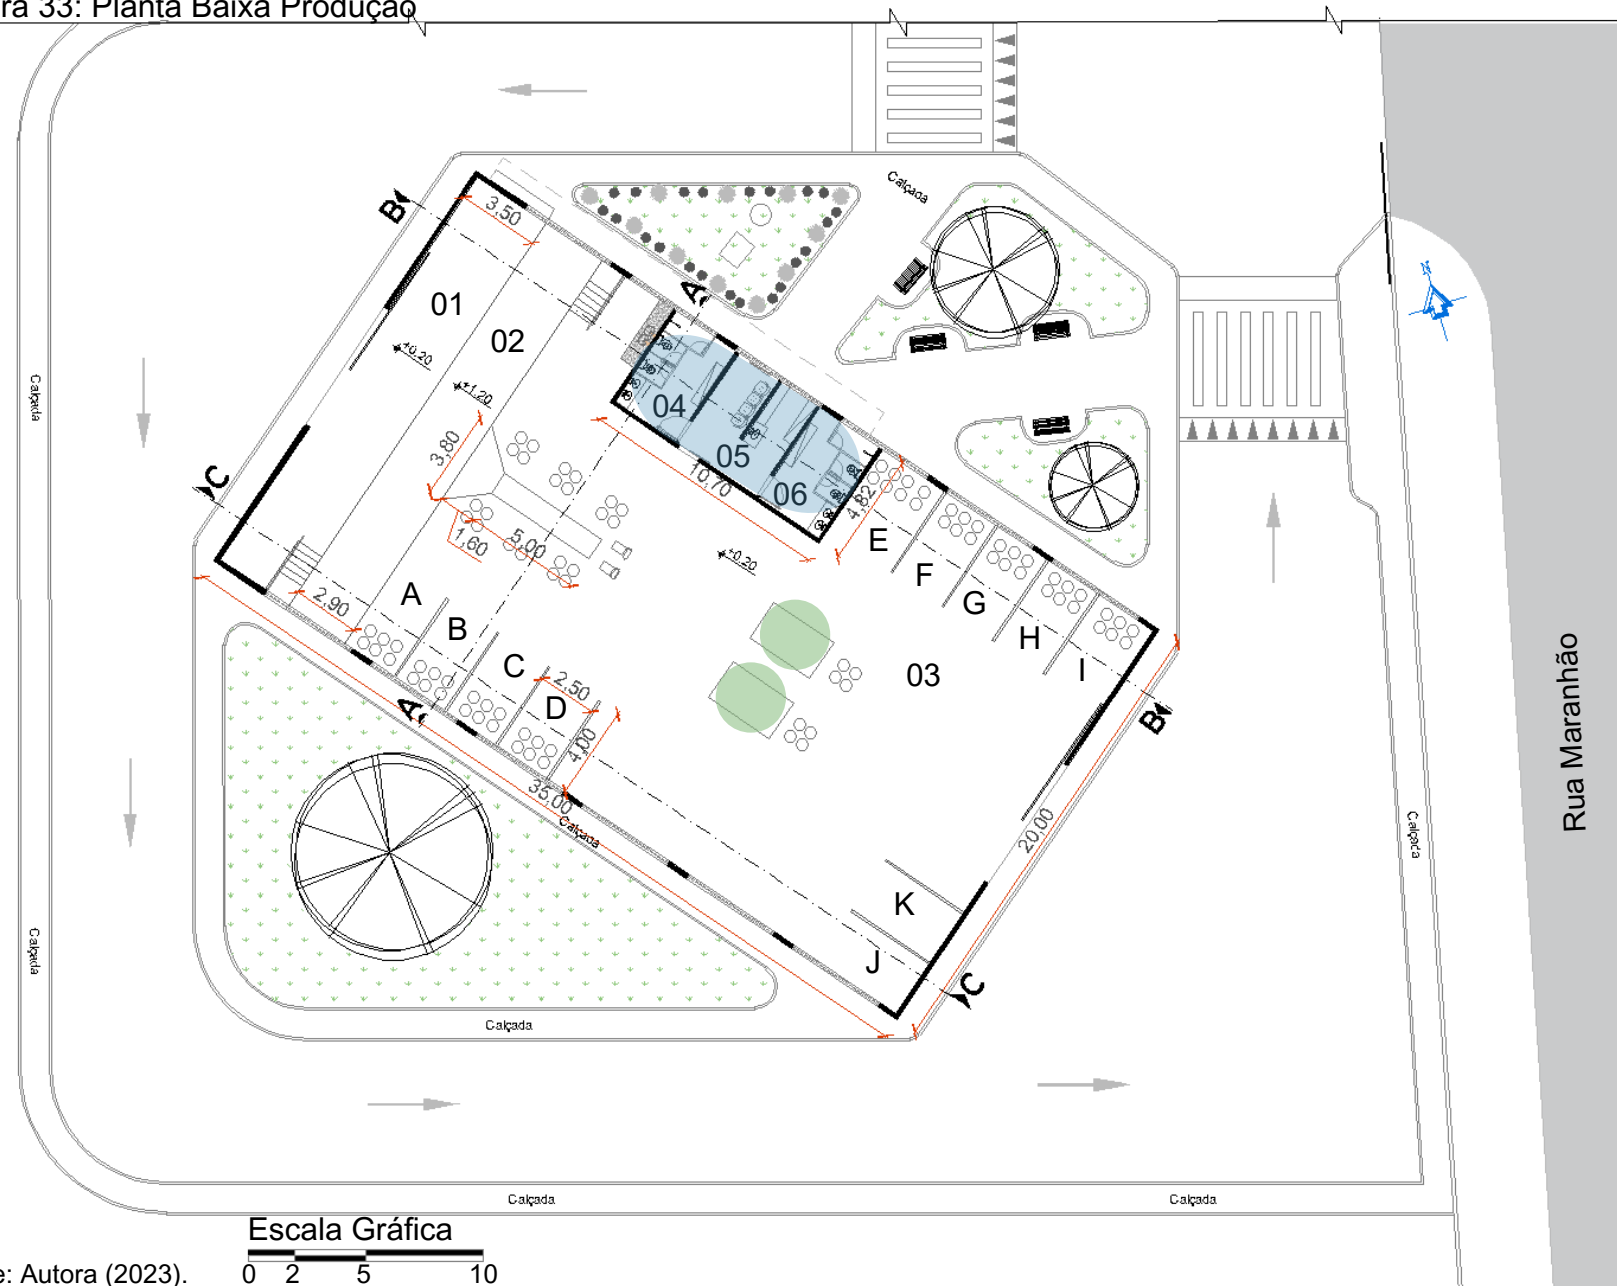 ra 33: Planta Baixa Produção
Calçada
B
3,50
A
N
01
02
+0,20
+1,20
Calçada
04
05
06
3,80
10,70
4,82
C
5,00
1,60
+0,20
E
F
G
H
I
2,90
A
B
C
D
2,50
4,00
03
A
B
35,00
Calçada
20,00
Rua Maranhão
Calçada
K
J
C
Calçada
Calçada
Calçada
Calçada
Escala Gráfica
0 2 5 10
e: Autora (2023).